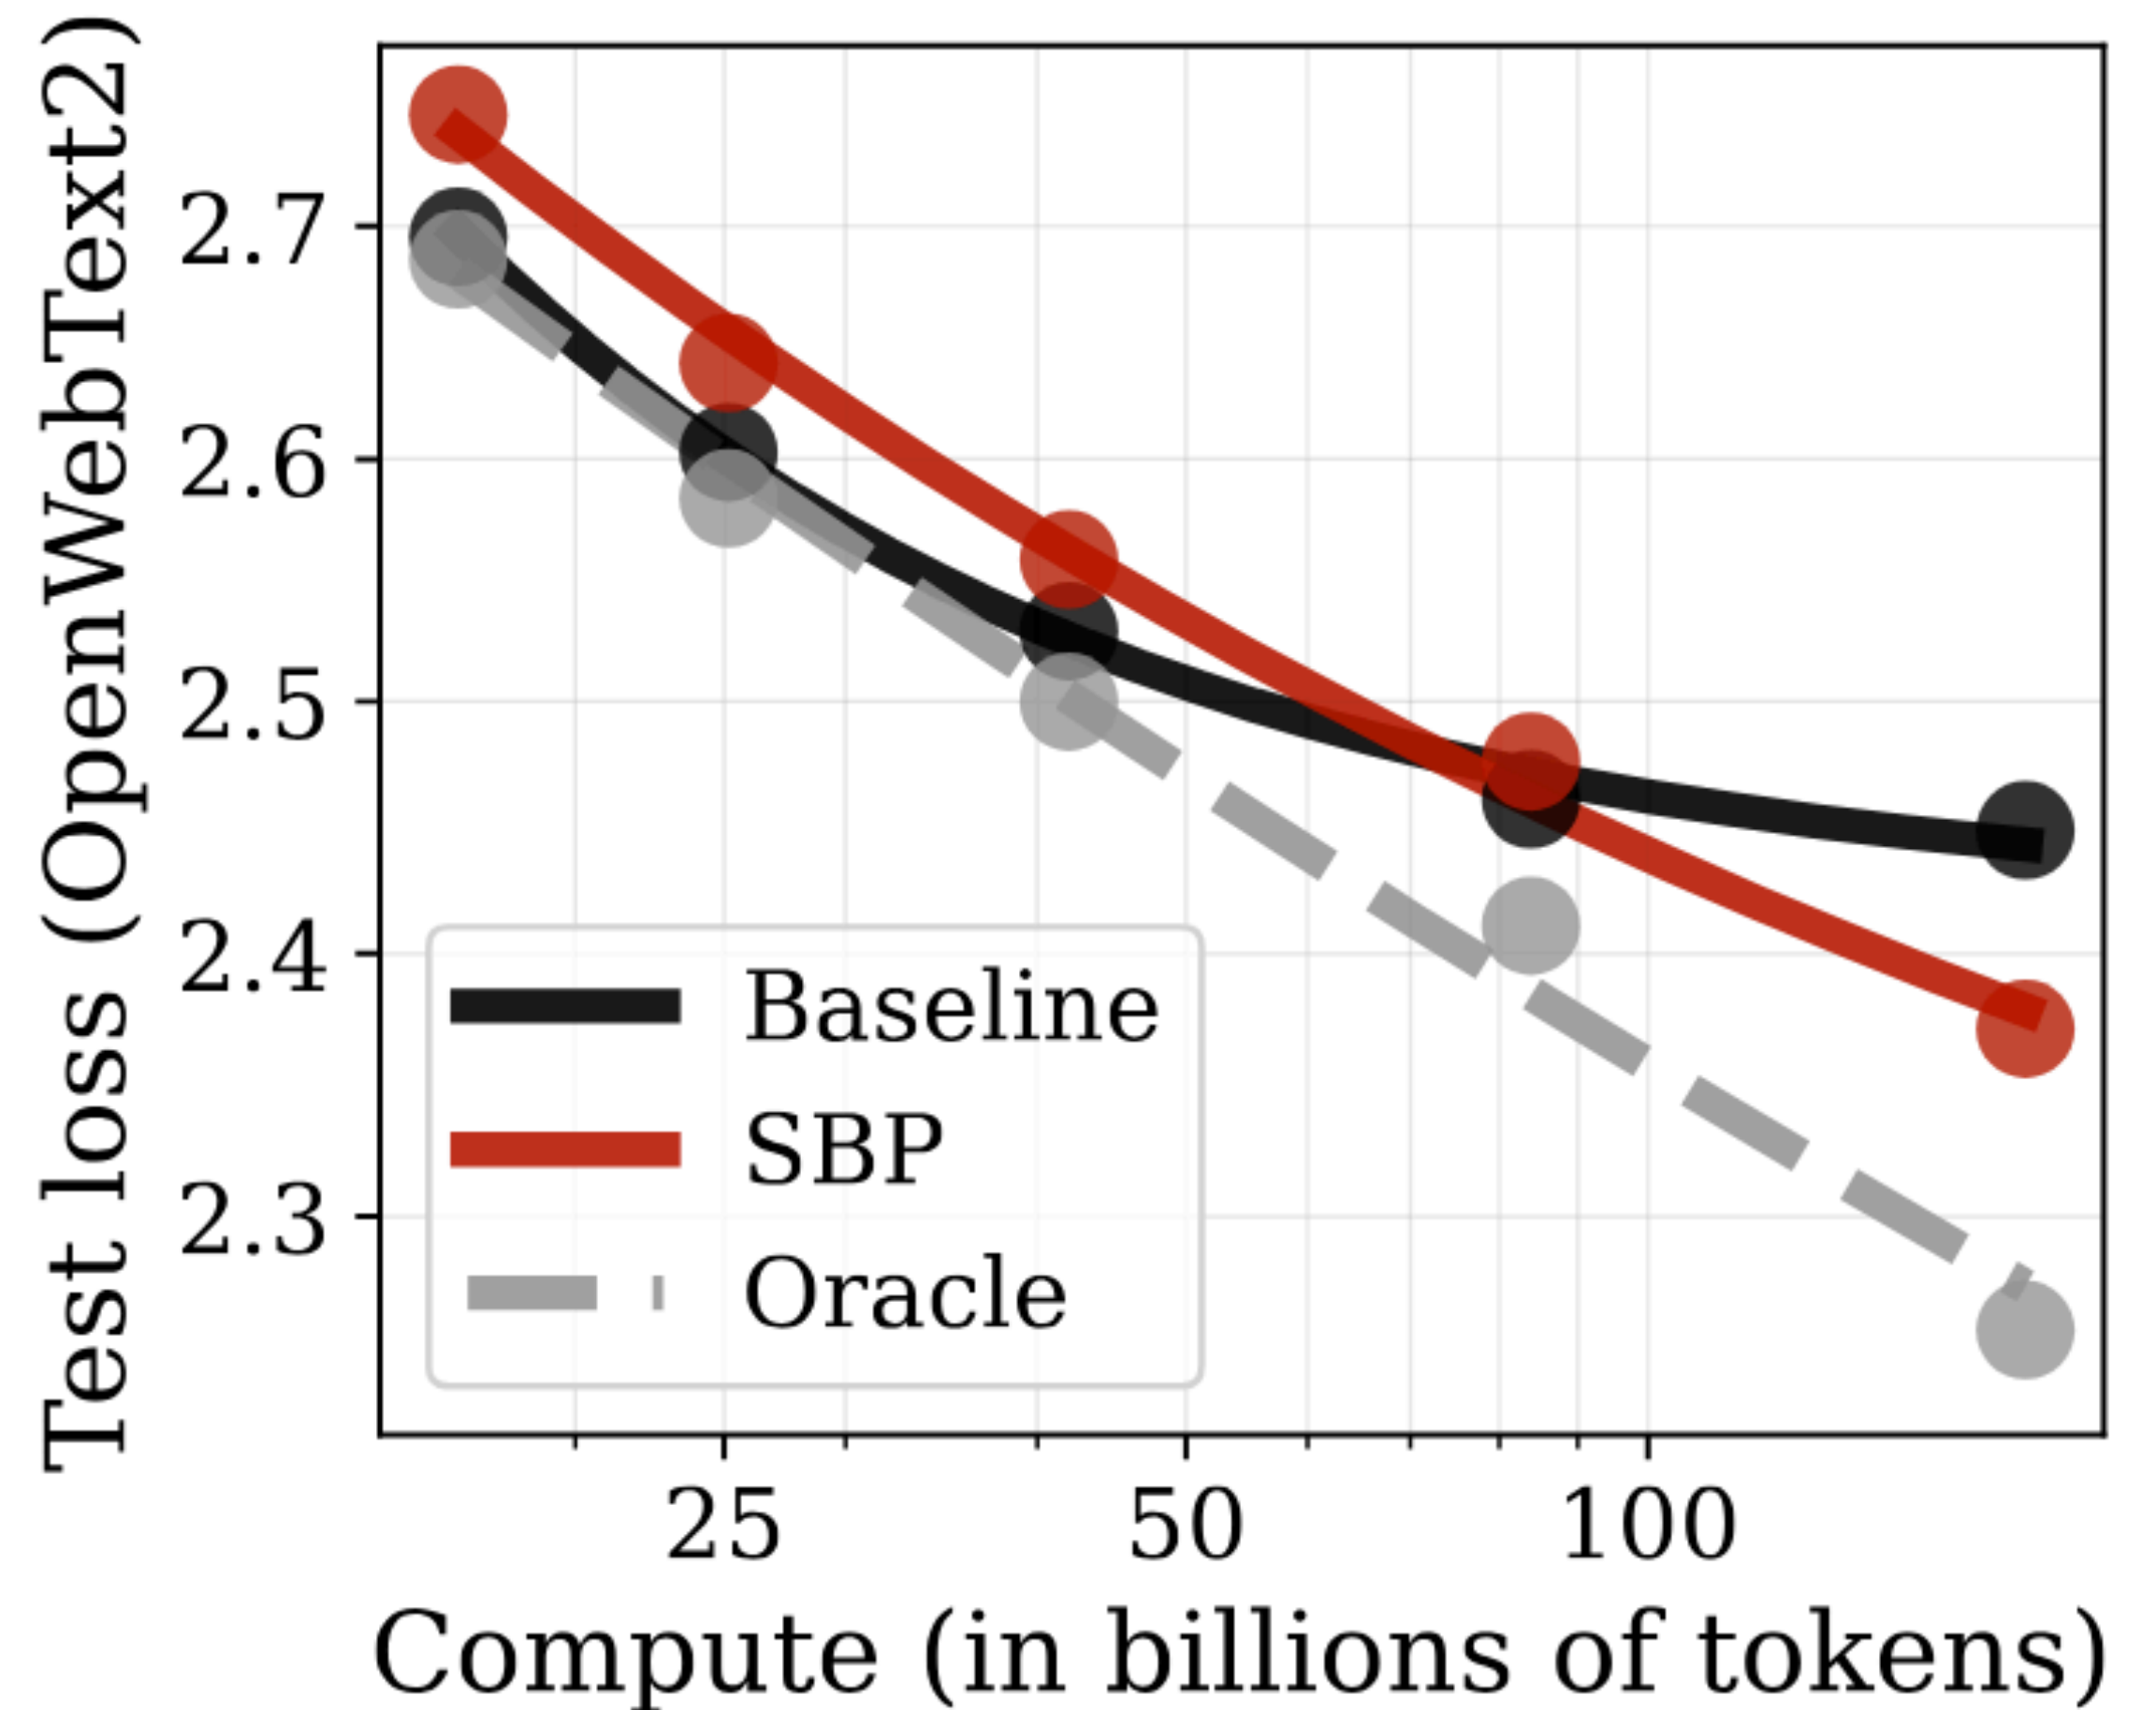 Test loss (OpenWebText2)
2.7
2.6
2.5
2.4
2.3
Baseline
SBP
Oracle
25 50 100
Compute (in billions of tokens)